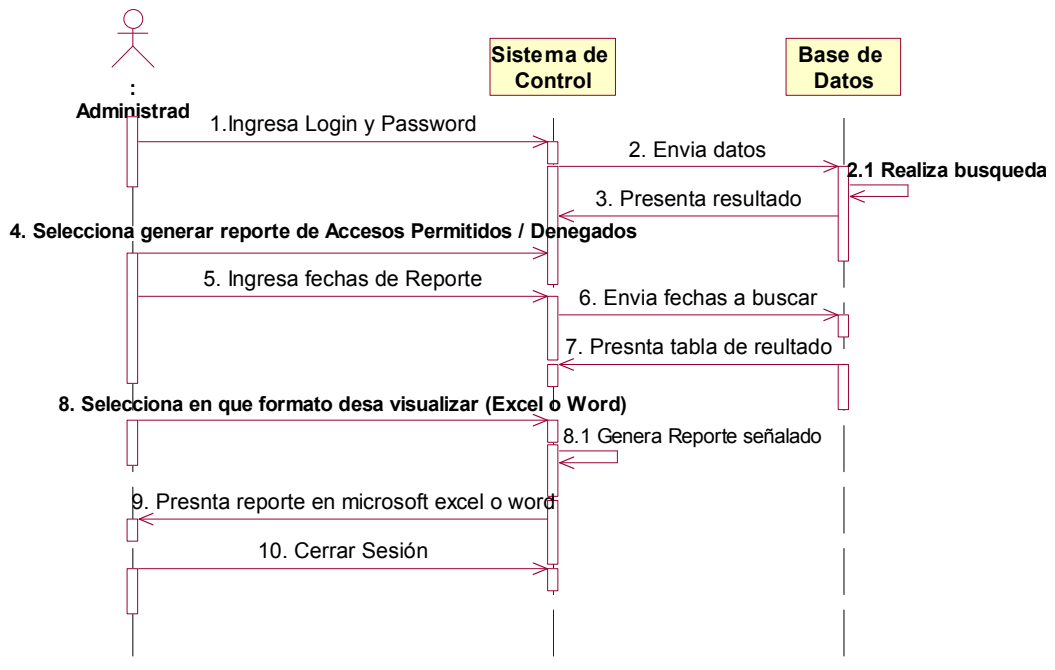 Sistema de
Control
Base de
Datos
:
Administrad
1.Ingresa Login y Password
2. Envia datos
2.1 Realiza busqueda
3. Presenta resultado
4. Selecciona generar reporte de Accesos Permitidos / Denegados
5. Ingresa fechas de Reporte
6. Envia fechas a buscar
7. Presnta tabla de reultado
8. Selecciona en que formato desa visualizar (Excel o Word)
8.1 Genera Reporte señalado
9. Presnta reporte en microsoft excel o word
10. Cerrar Sesión